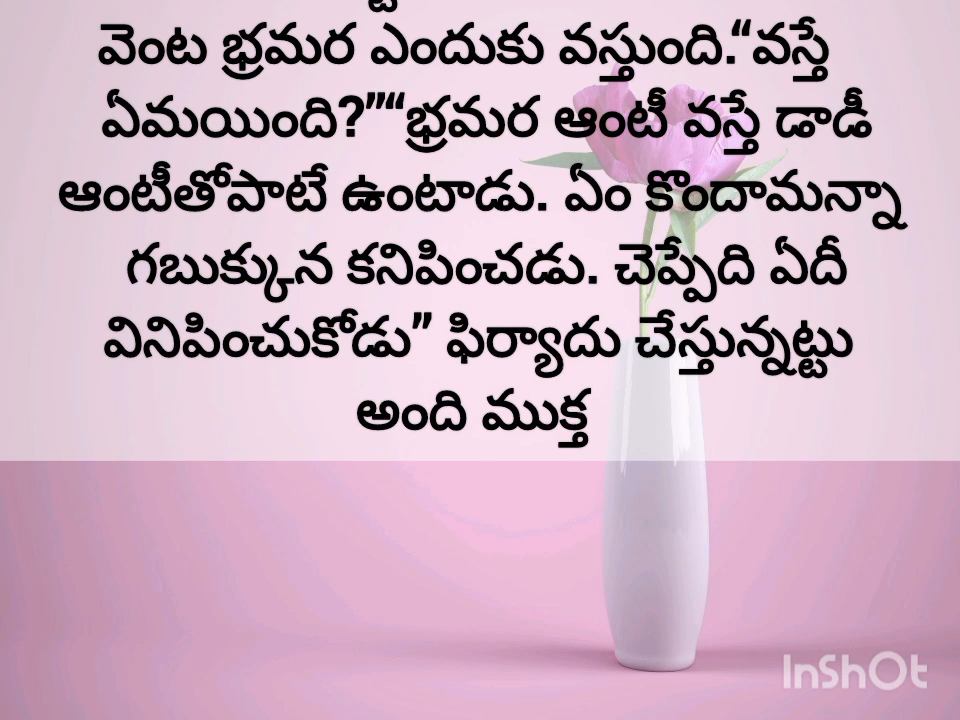 వెంట భ్రమర ఎందుకు వస్తుంది.“వస్తే
ఏమయింది?”“భ్రమర ఆంటీ వస్తే డాడీ
ఆంటీతోపాటే ఉంటాడు. ఏం కొందామన్నా
గబుక్కున కనిపించడు. చెప్పేది ఏదీ
వినిపించుకోడు” ఫిర్యాదు చేస్తున్నట్టు
అంది ముక్త
InShOt